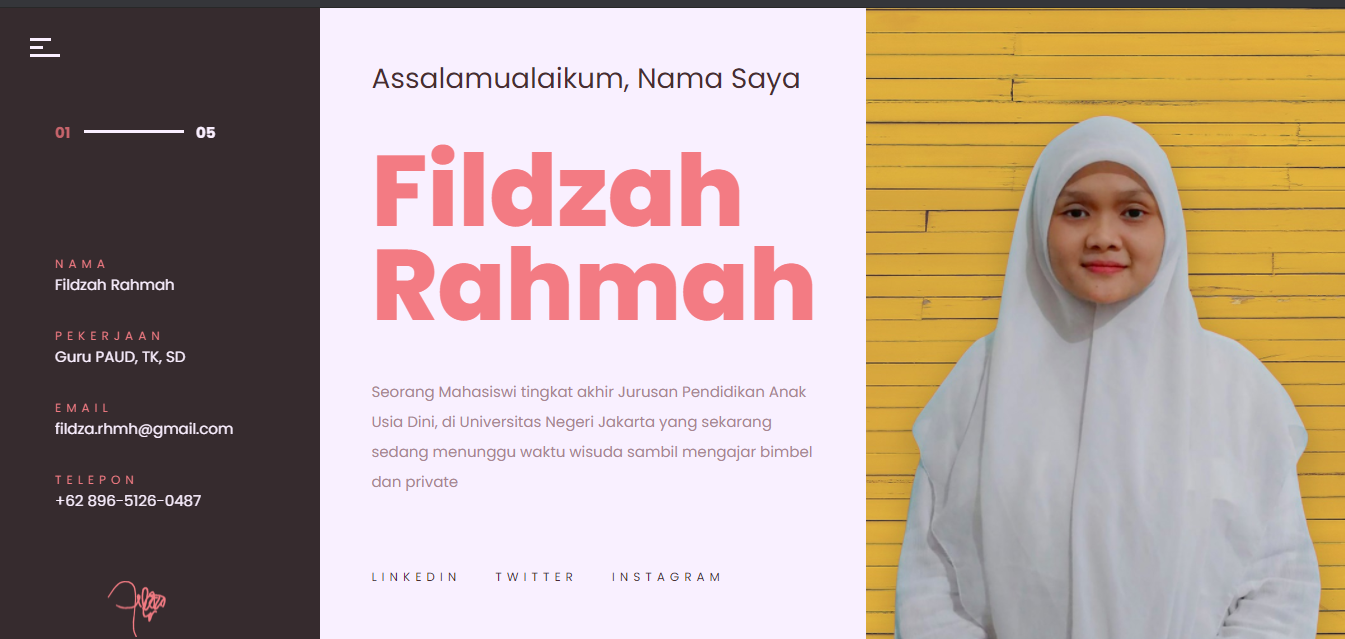 01 05
NAMA
Fildzah Rahmah
PEKERJAAN
Guru PAUD, TK, SD
EMAIL
fildza.rhmh@gmail.com
TELEPON
+62 896-5126-0487
Assalamualaikum, Nama Saya
Fildzah
Rahmah
Seorang Mahasiswi tingkat akhir Jurusan Pendidikan Anak
Usia Dini, di Universitas Negeri Jakarta yang sekarang
sedang menunggu waktu wisuda sambil mengajar bimbel
dan private
LINKEDIN TWITTER INSTAGRAM